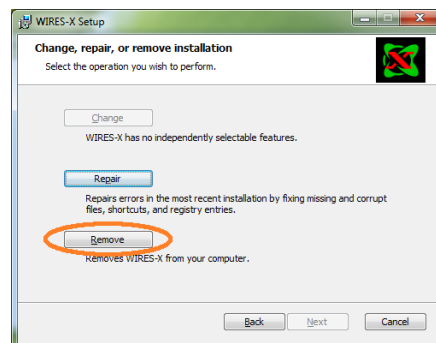 WIRES-X Setup
Change, repair, or remove installation
Select the operation you wish to perform.
Change
WIRES-X has no independently selectable features.
Repair
Repairs errors in the most recent installation by fixing missing and corrupt
files, shortcuts, and registry entries.
Remove
Removes WIRES-X from your computer.
Back Next Cancel